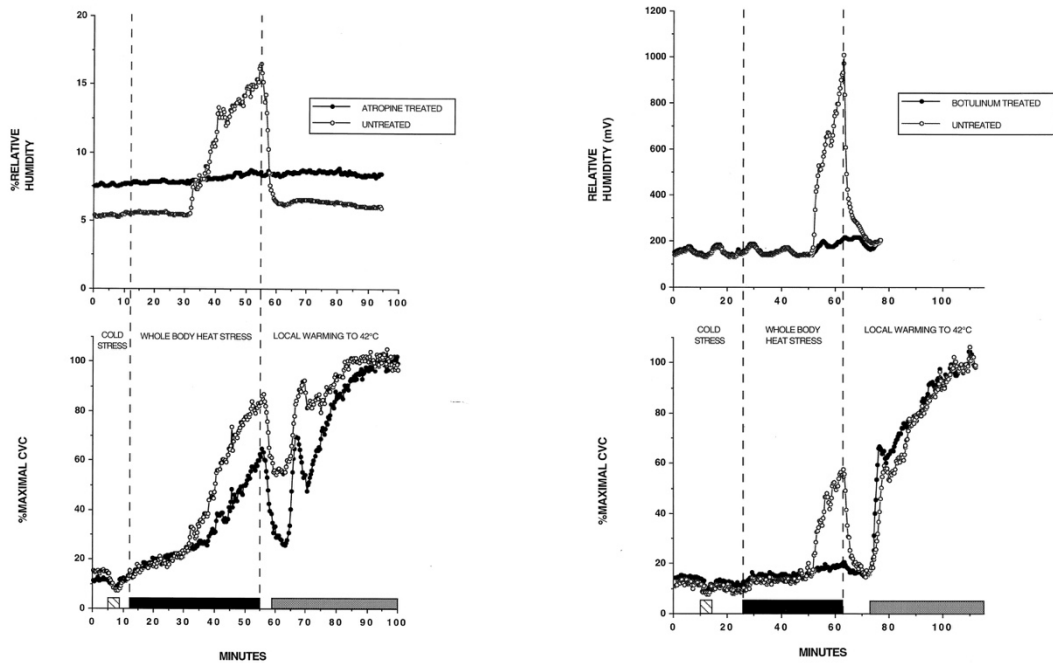 20
15
10
5
0
%RELATIVE
HUMIDITY
ATROPINE TREATED
UNTREATED
0 10 20 30 40 50 60 70 80 90 100
COLD
STRESS
WHOLE BODY HEAT STRESS
LOCAL WARMING TO 42°C
100
80
60
40
20
0
%MAXIMAL CVC
0 10 20 30 40 50 60 70 80 90 100
MINUTES
1200
1000
800
600
400
200
0
RELATIVE
HUMIDITY (mV)
BOTULINUM TREATED
UNTREATED
0 20 40 60 80 100
COLD
STRESS
WHOLE BODY
HEAT STRESS
LOCAL WARMING TO 42°C
100
80
60
40
20
0
%MAXIMAL CVC
0 20 40 60 80 100
MINUTES